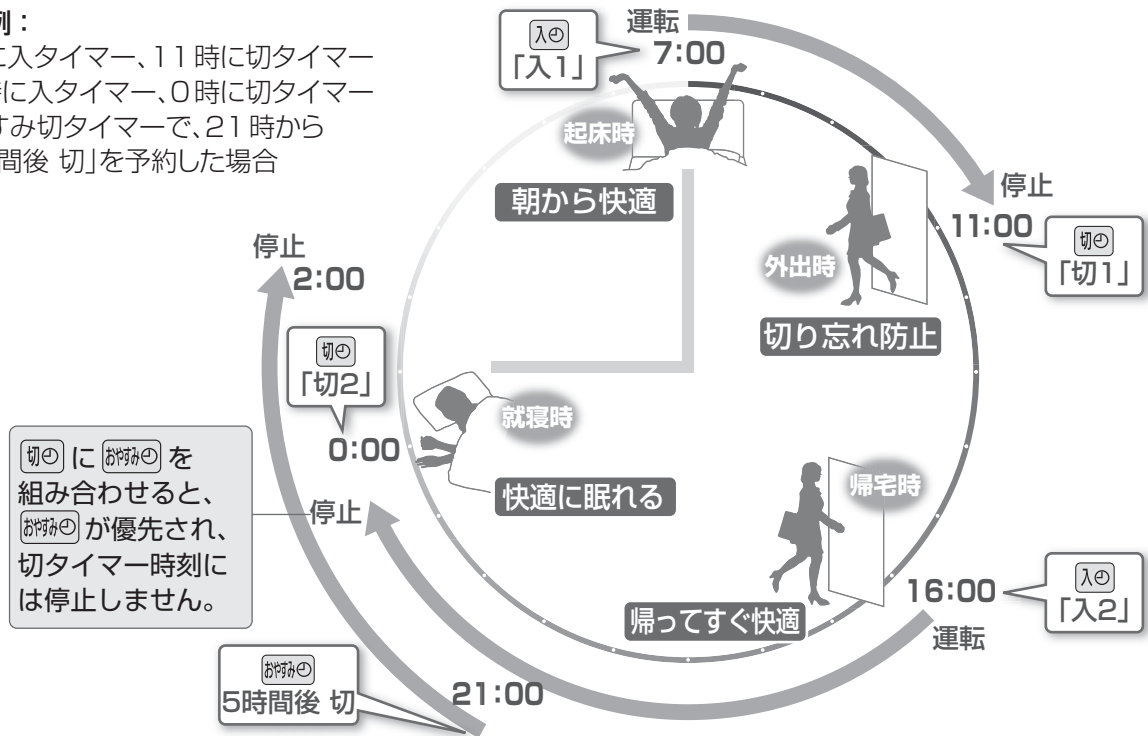 例：
に入タイマー、11時に切タイマー
時に入タイマー、0時に切タイマー
すみ切タイマーで、21時から
間後 切」を予約した場合
入
「入1」
運転
7:00
起床時
朝から快適
停止
11:00
切
「切1」
外出時
切り忘れ防止
停止
2:00
切
「切2」
0:00
就寝時
快適に眠れる
切 に おやすみ を
組み合わせると、
おやすみ が優先され、
切タイマー時刻に
は停止しません。
停止
帰宅時
帰ってすぐ快適
16:00
運転
入
「入2」
おやすみ
5時間後 切
21:00